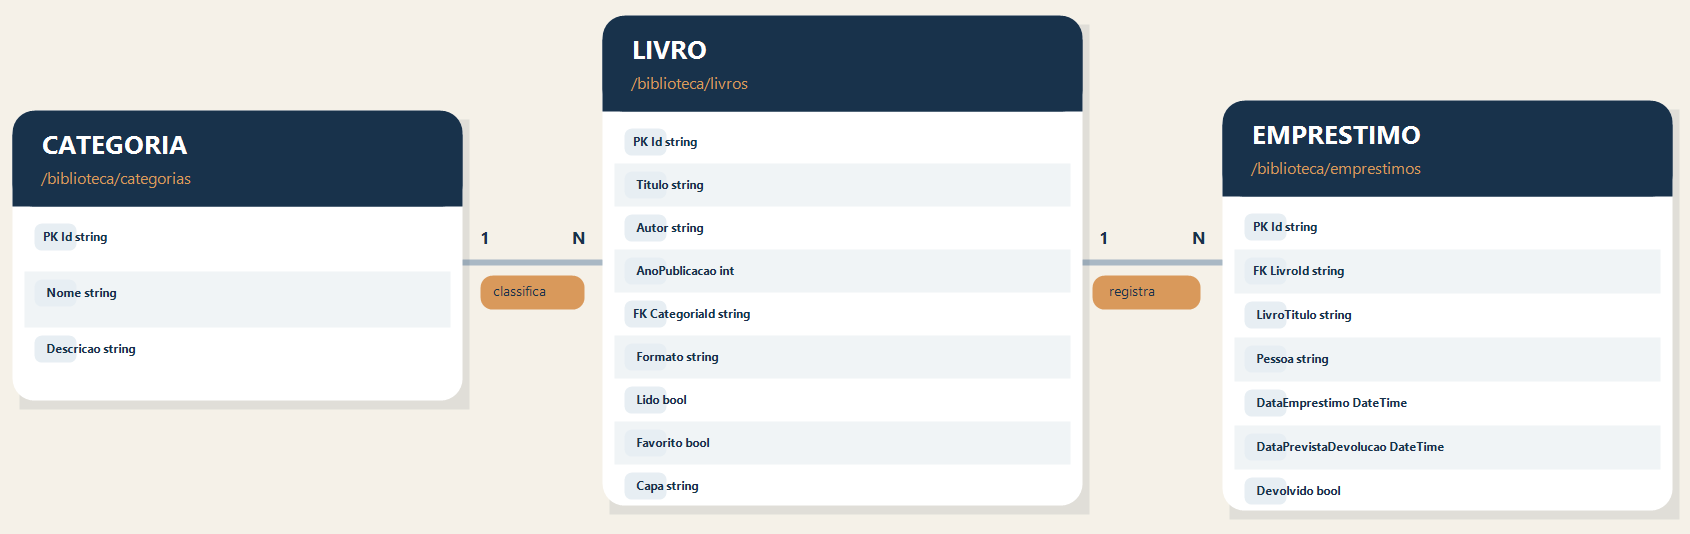 CATEGORIA
/biblioteca/categorias
PK Id string
Nome string
Descricao string
1 N
classifica
LIVRO
/biblioteca/livros
PK Id string
Titulo string
Autor string
AnoPublicacao int
FK CategoriaId string
Formato string
Lido bool
Favorito bool
Capa string
1 N
registra
EMPRESTIMO
/biblioteca/emprestimos
PK Id string
FK LivroId string
LivroTitulo string
Pessoa string
DataEmprestimo DateTime
DataPrevistaDevolucao DateTime
Devolvido bool